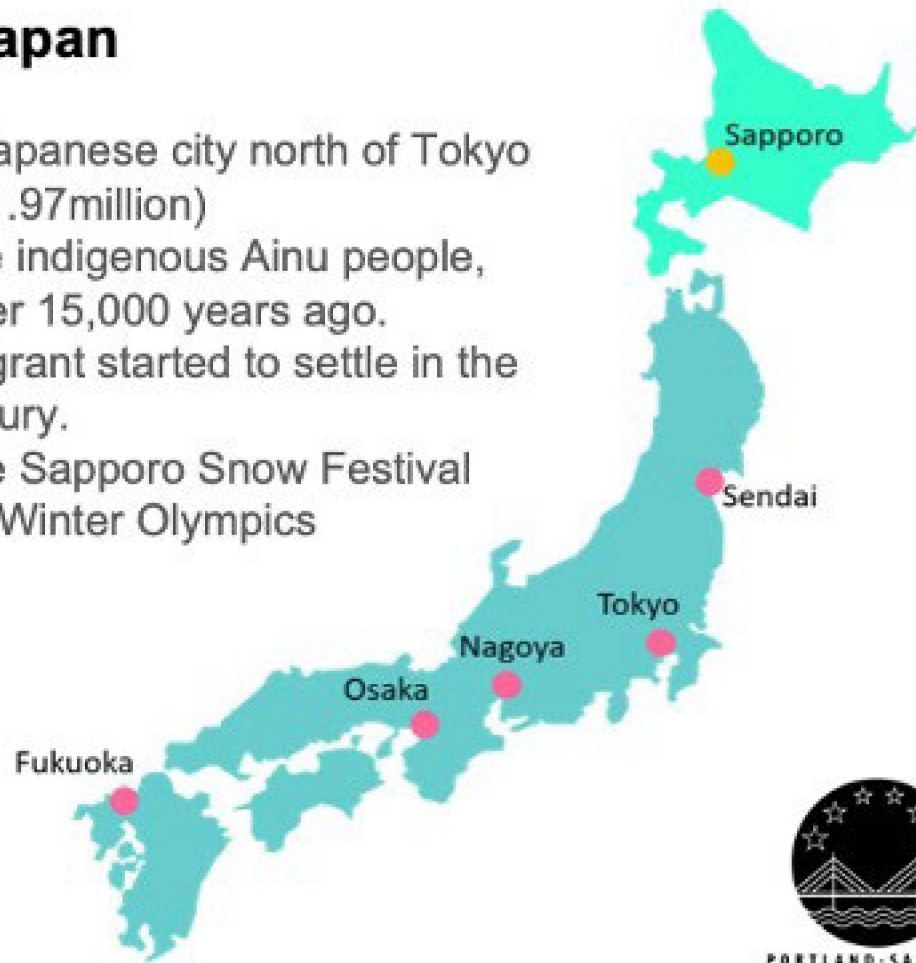 apan
apanese city north of Tokyo
.97million)
e indigenous Ainu people,
er 15,000 years ago.
grant started to settle in the
ury.
e Sapporo Snow Festival
Winter Olympics
Sapporo
Sendai
Tokyo
Nagoya
Osaka
Fukuoka
PORTLAND-SA